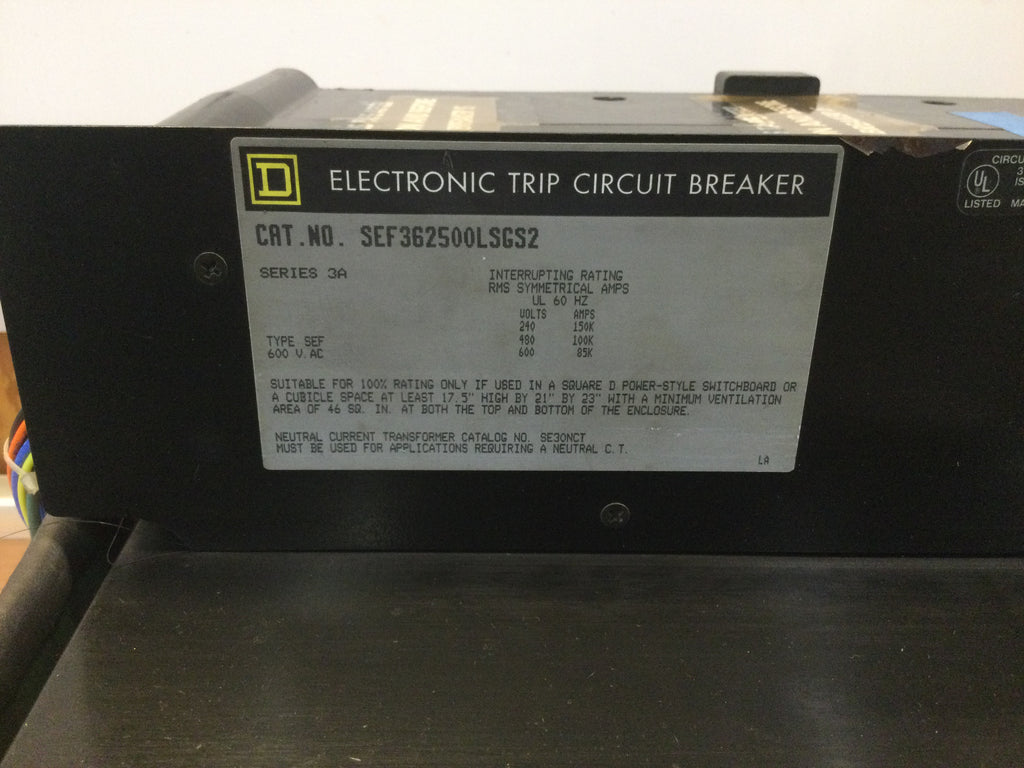 D ELECTRONIC TRIP CIRCUIT BREAKER
CAT.NO. SEF362500LSGS2
SERIES 3A
INTERRUPTING RATING
RMS SYMMETRICAL AMPS
UL 60 HZ
VOLTS AMPS
240 150K
480 100K
600 85K
TYPE SEF
600 V.AC
SUITABLE FOR 100% RATING ONLY IF USED IN A SQUARE D POWER-STYLE SWITCHBOARD OR
A CUBICLE SPACE AT LEAST 17.5" HIGH BY 21" BY 23" WITH A MINIMUM VENTILATION
AREA OF 46 SQ. IN. AT BOTH THE TOP AND BOTTOM OF THE ENCLOSURE.
NEUTRAL CURRENT TRANSFORMER CATALOG NO. SE30NCT
MUST BE USED FOR APPLICATIONS REQUIRING A NEUTRAL C.T.
LA
CIRCU
UL
LISTED MA